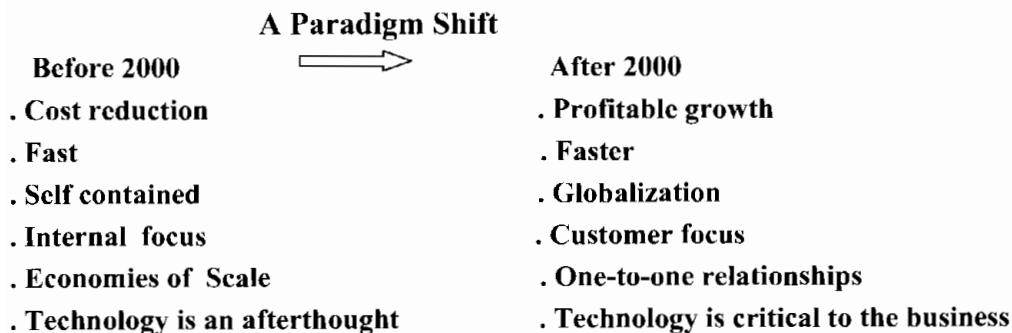 A Paradigm Shift
Before 2000
. Cost reduction
. Fast
. Self contained
. Internal focus
. Economies of Scale
. Technology is an afterthought
After 2000
. Profitable growth
. Faster
. Globalization
. Customer focus
. One-to-one relationships
. Technology is critical to the business